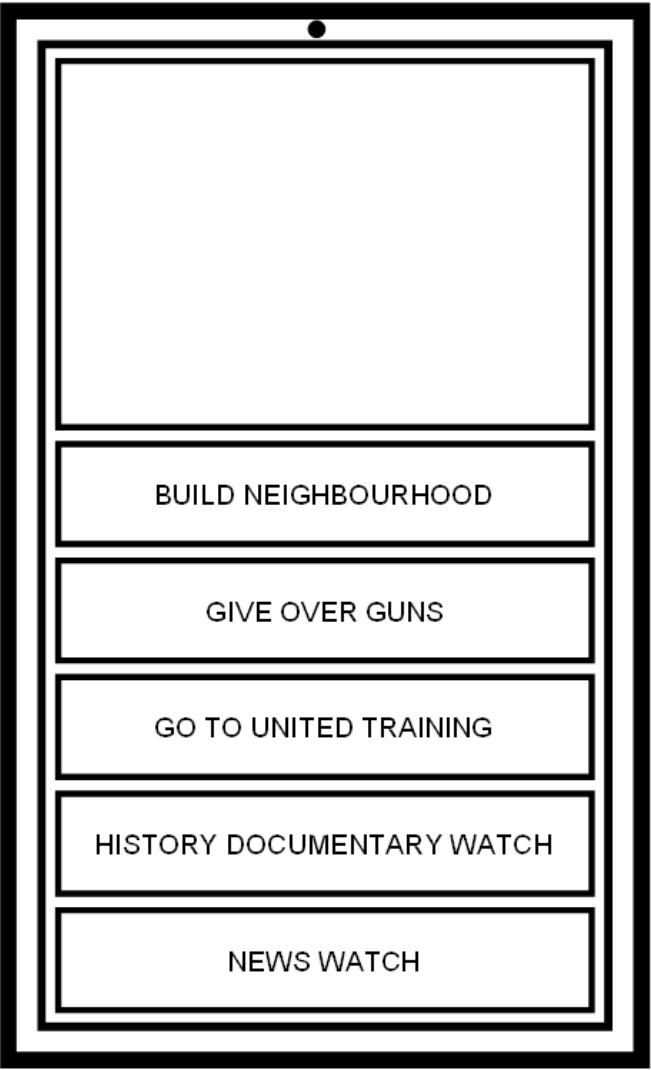 BUILD NEIGHBOURHOOD
GIVE OVER GUNS
GO TO UNITED TRAINING
HISTORY DOCUMENTARY WATCH
NEWS WATCH